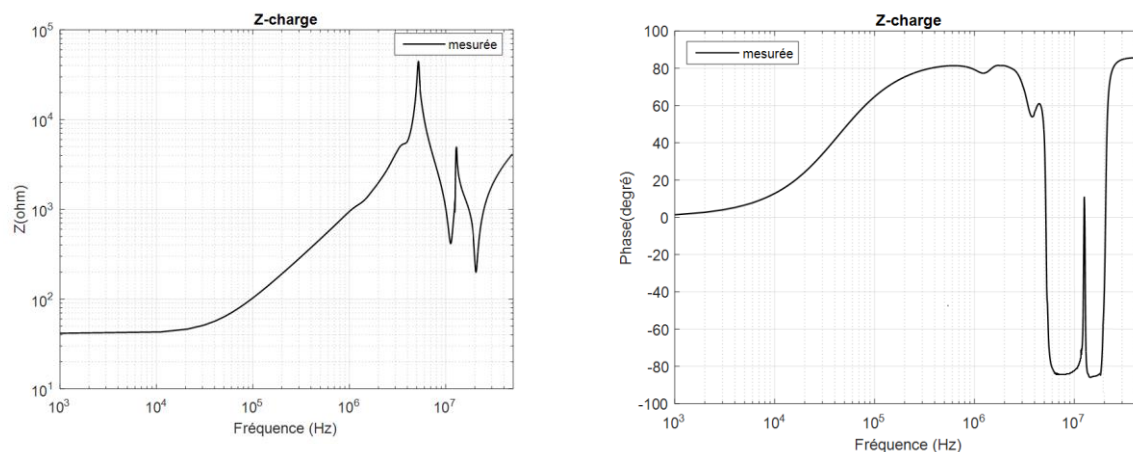 Z-charge
mesurée
Z(ohm)
10^5
10^4
10^3
10^2
10^1
10^3 10^4 10^5 10^6 10^7
Fréquence (Hz)
Z-charge
mesurée
Phase(degré)
100
80
60
40
20
0
-20
-40
-60
-80
-100
10^3 10^4 10^5 10^6 10^7
Fréquence (Hz)